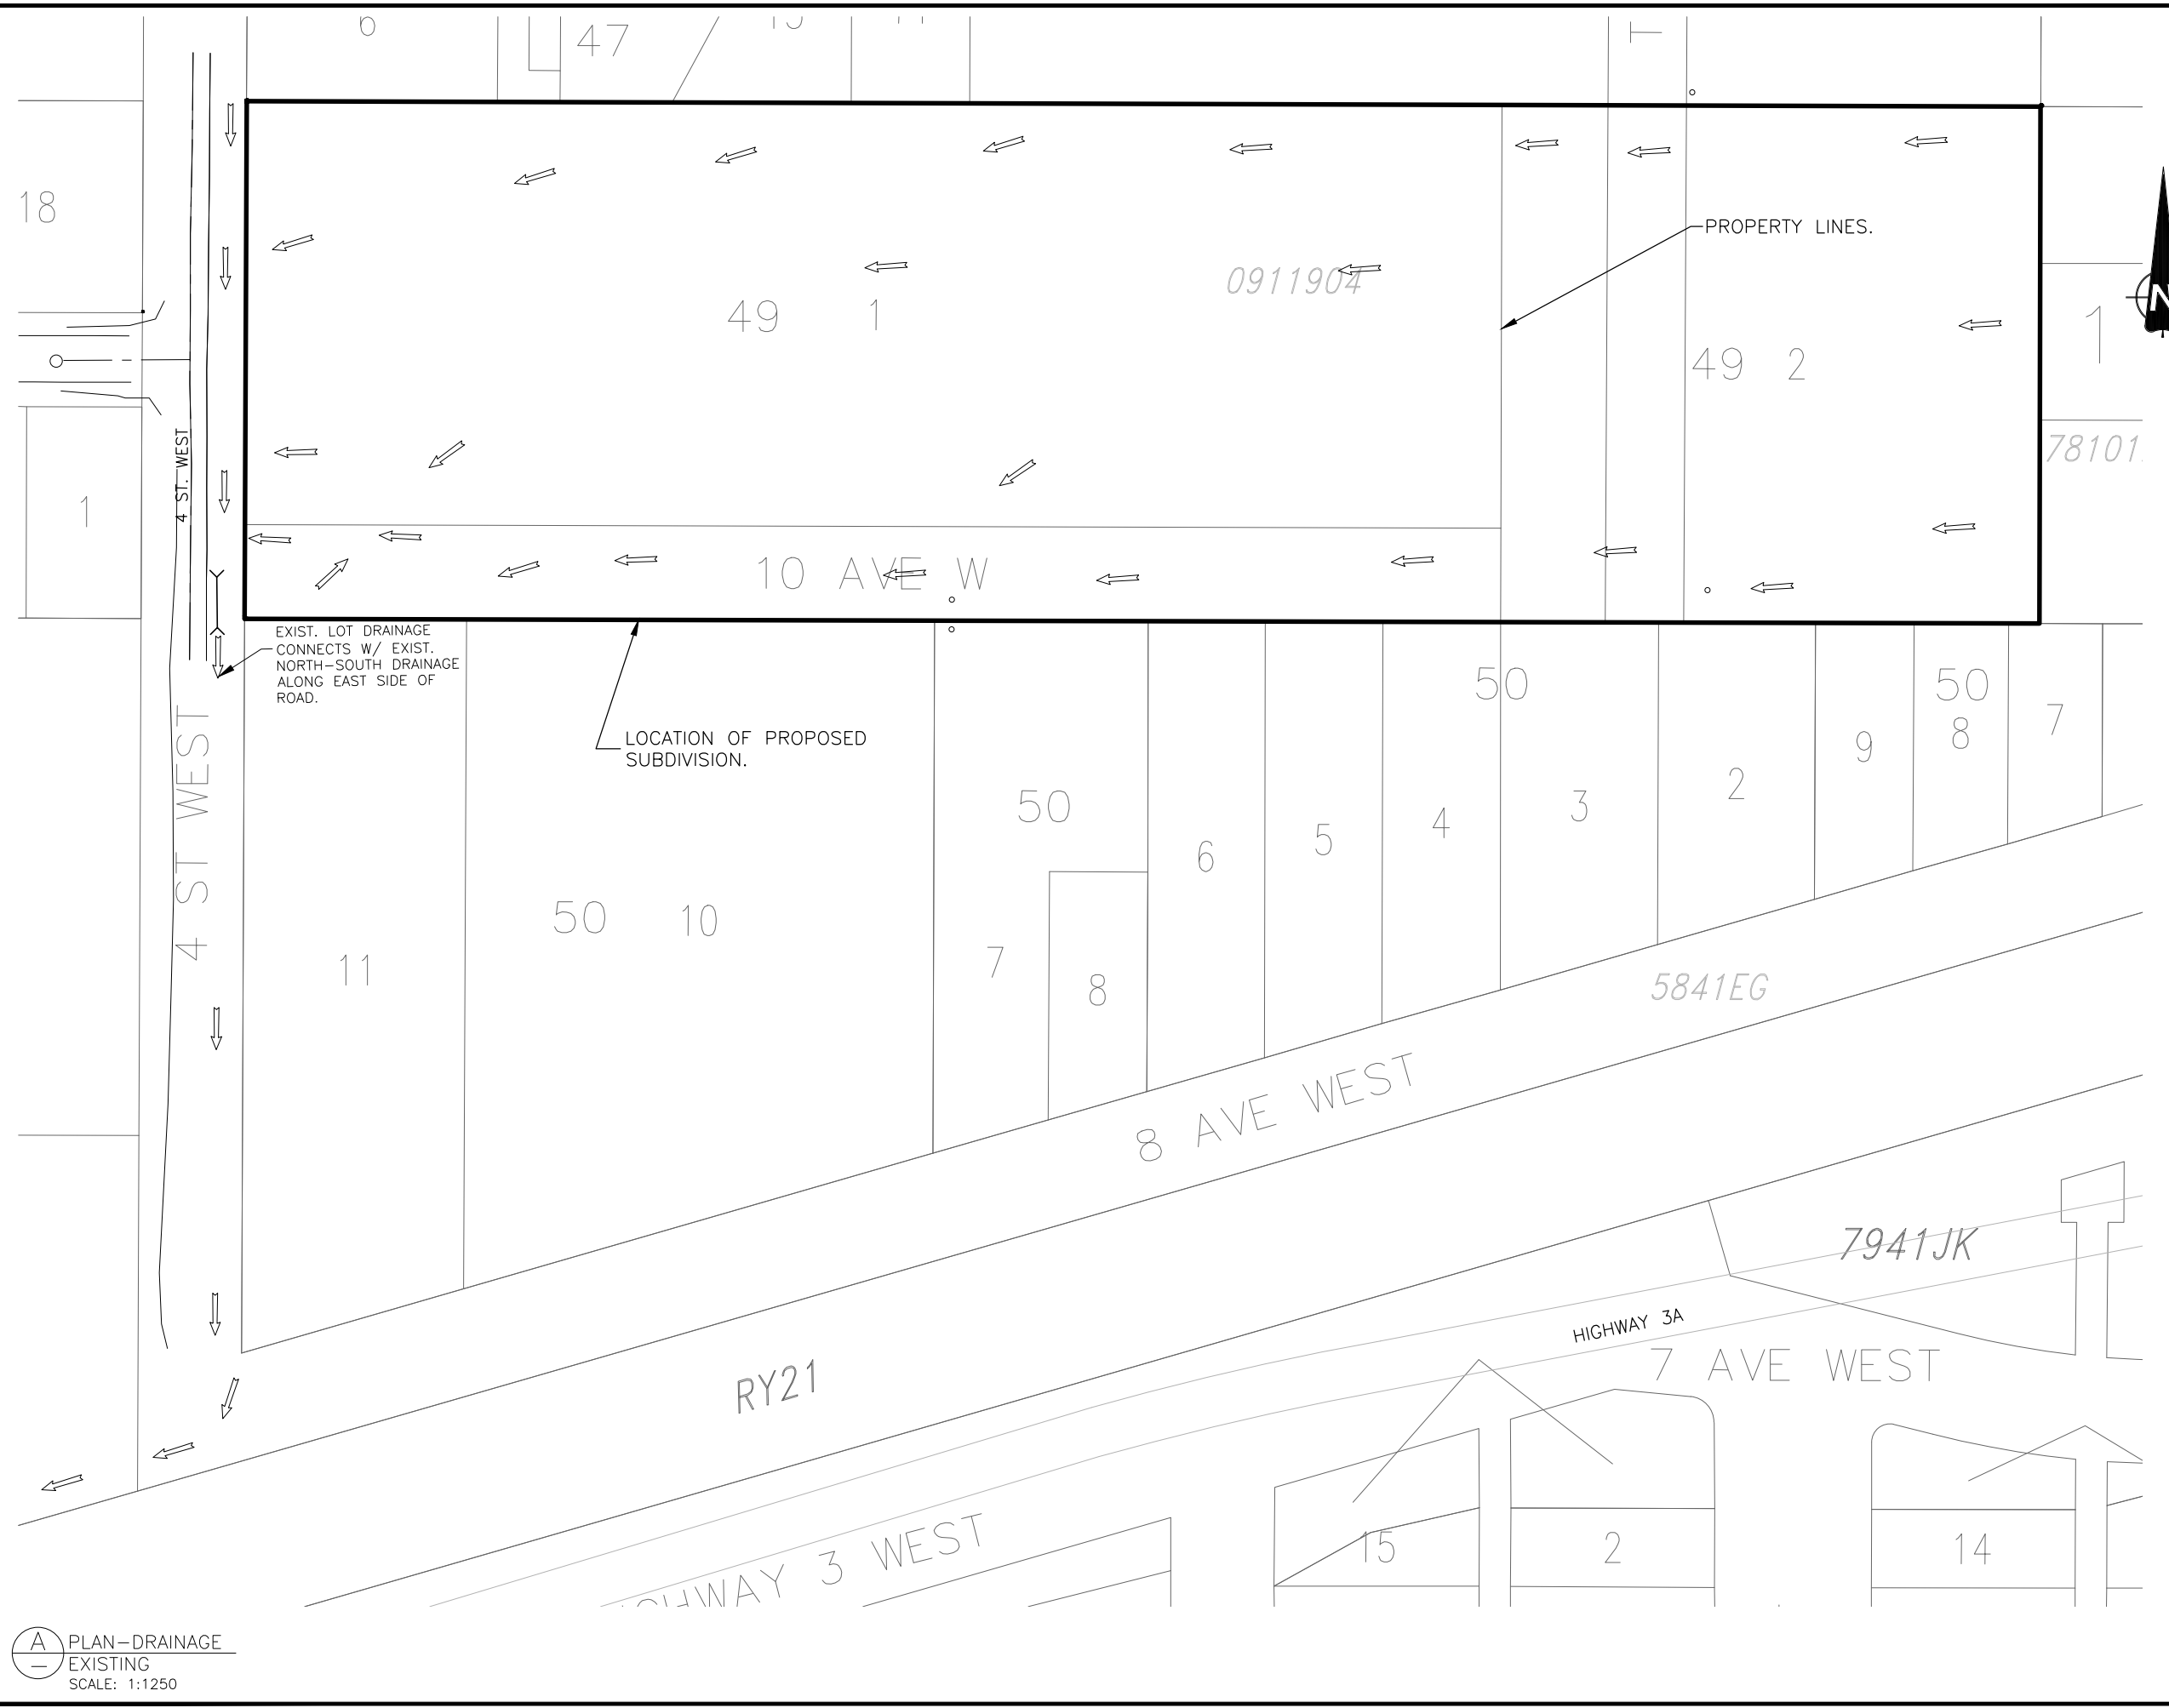 6
47
18
PROPERTY LINES.
0911904
49 1
49 2
1
78101
4 ST. WEST
1
10 AVE W
EXIST. LOT DRAINAGE
CONNECTS W/ EXIST.
NORTH-SOUTH DRAINAGE
ALONG EAST SIDE OF
ROAD.
LOCATION OF PROPOSED
SUBDIVISION.
4 ST WEST
50
50
8
7
9
2
3
4
5
6
50
7
8
50 10
11
5841EG
8 AVE WEST
7941JK
HIGHWAY 3A
7 AVE WEST
RY21
HIGHWAY 3 WEST
15
2
14
N
A
PLAN-DRAINAGE
EXISTING
SCALE: 1:1250